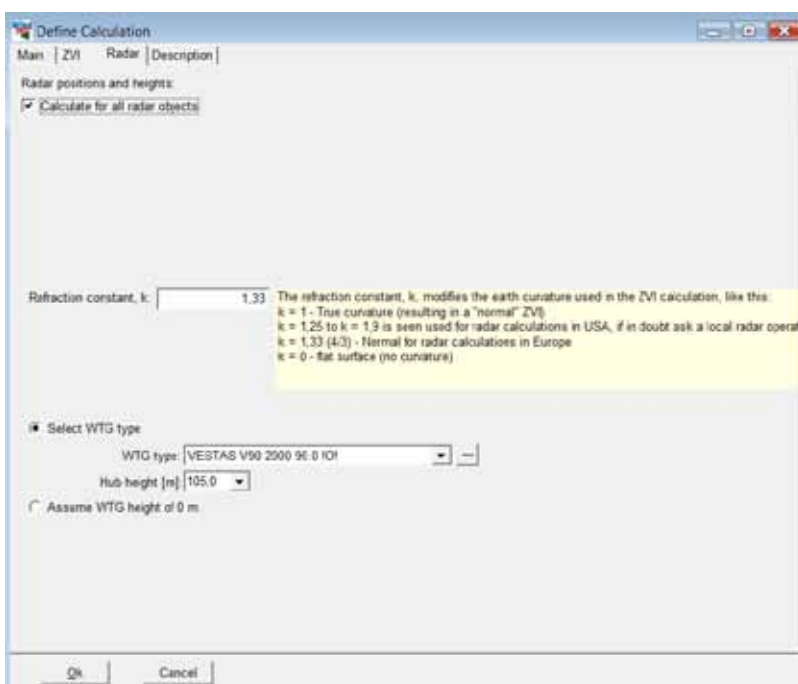 Define Calculation
Main ZVI Radar Description
Radar positions and heights:
Calculate for all radar objects
Refraction constant, k: 1,33
The refraction constant, k, modifies the earth curvature used in the ZVI calculation, like this:
k = 1 - True curvature (resulting in a "normal" ZVI)
k = 1,25 to k = 1,9 is seen used for radar calculations in USA, if in doubt ask a local radar operat
k = 1,33 (4/3) - Normal for radar calculations in Europe
k = 0 - flat surface (no curvature)
Select WTG type
WTG type: VESTAS V90 2000 90.0 !O!
Hub height [m]: 105,0
Assume WTG height of 0 m
Ok Cancel